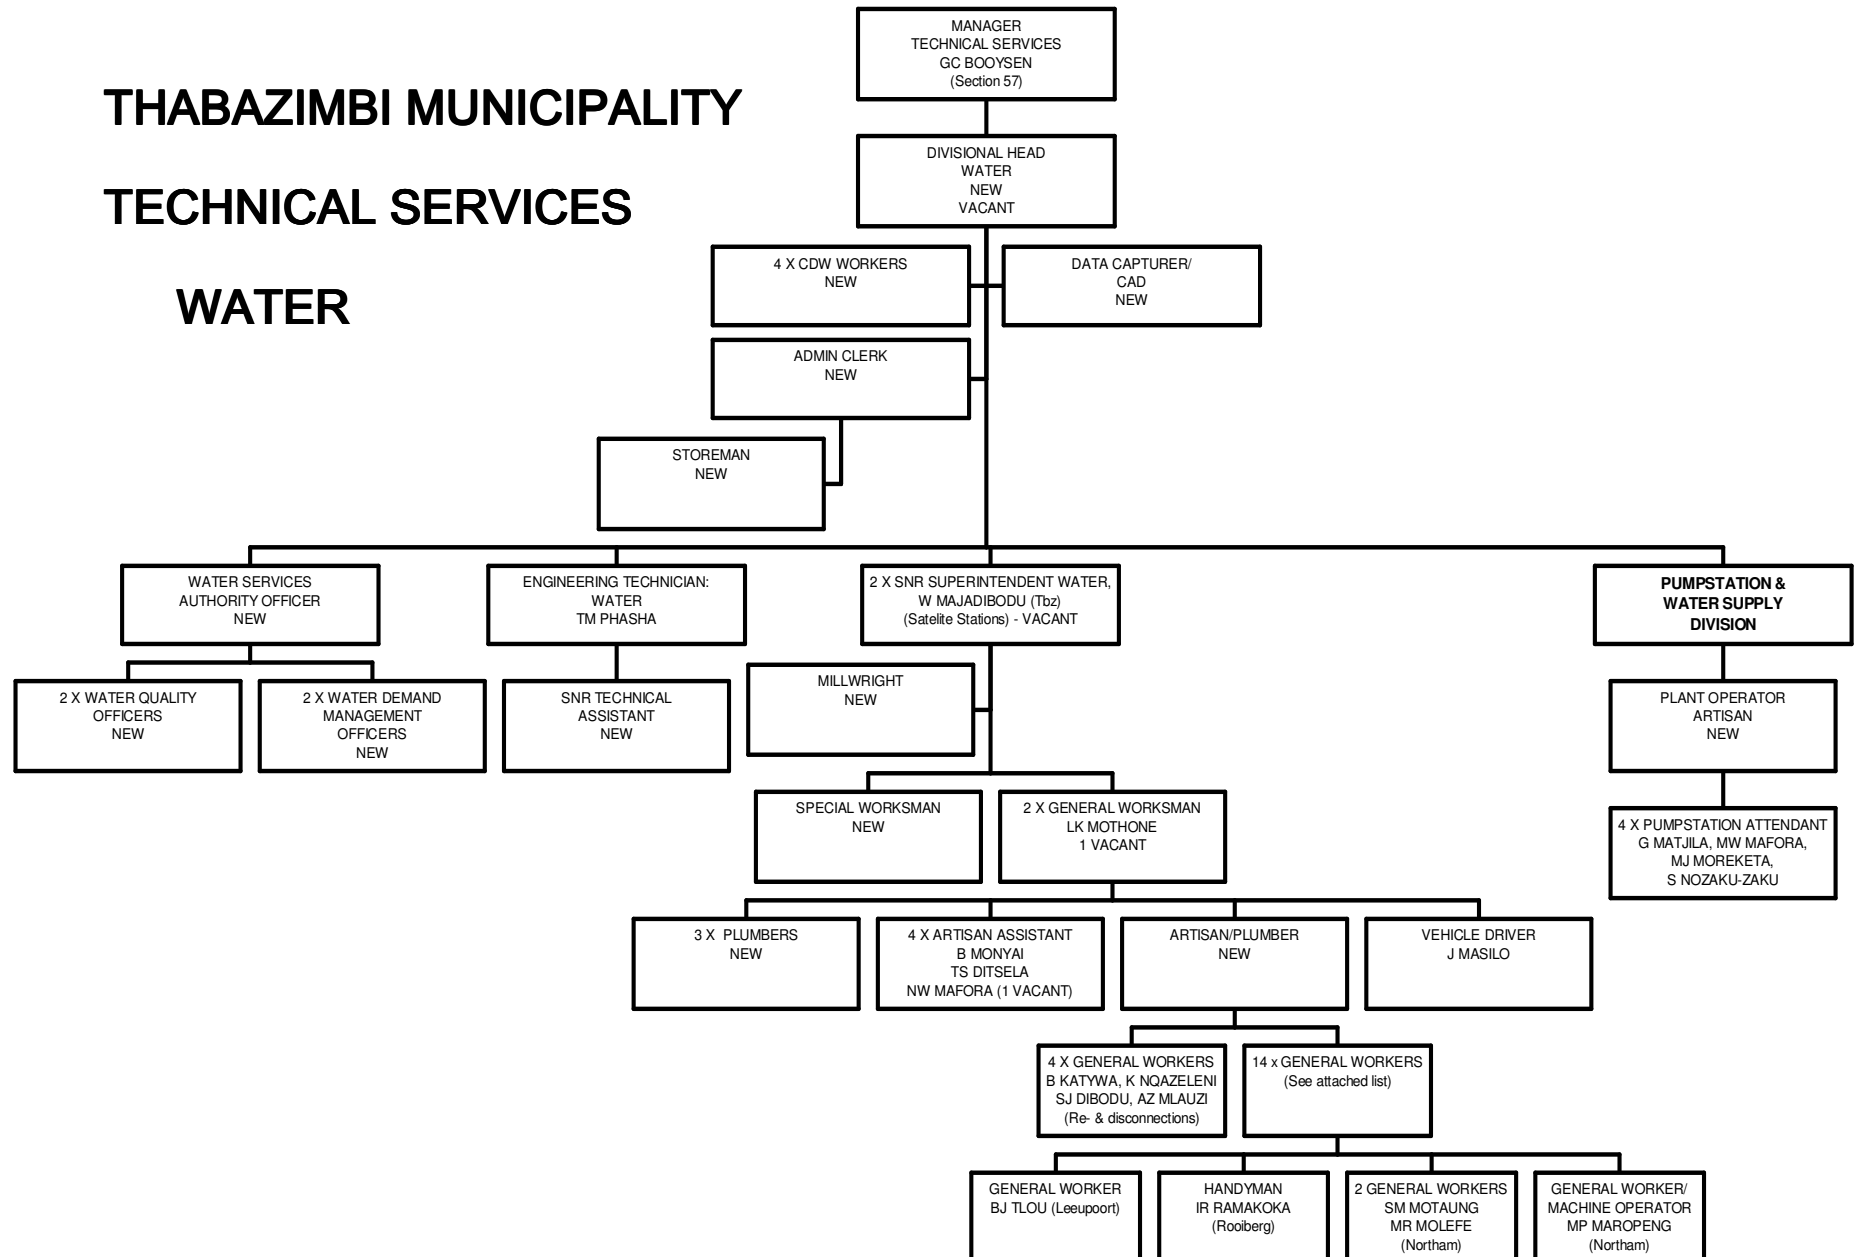 MANAGER
TECHNICAL SERVICES
GC BOOYSEN
(Section 57)
THABAZIMBI MUNICIPALITY
TECHNICAL SERVICES
WATER
DIVISIONAL HEAD
WATER
NEW
VACANT
4 X CDW WORKERS
NEW
DATA CAPTURER/
CAD
NEW
ADMIN CLERK
NEW
STOREMAN
NEW
WATER SERVICES
AUTHORITY OFFICER
NEW
ENGINEERING TECHNICIAN:
WATER
TM PHASHA
2 X SNR SUPERINTENDENT WATER,
W MAJADIBODU (Tbz)
(Satelite Stations) - VACANT
PUMPSTATION &
WATER SUPPLY
DIVISION
2 X WATER QUALITY
OFFICERS
NEW
2 X WATER DEMAND
MANAGEMENT
OFFICERS
NEW
SNR TECHNICAL
ASSISTANT
NEW
MILLWRIGHT
NEW
PLANT OPERATOR
ARTISAN
NEW
SPECIAL WORKSMAN
NEW
2 X GENERAL WORKSMAN
LK MOTHONE
1 VACANT
4 X PUMPSTATION ATTENDANT
G MATJILA, MW MAFORA,
MJ MOREKETA,
S NOZAKU-ZAKU
3 X PLUMBERS
NEW
4 X ARTISAN ASSISTANT
B MONYAI
TS DITSELA
NW MAFORA (1 VACANT)
ARTISAN/PLUMBER
NEW
VEHICLE DRIVER
J MASILO
4 X GENERAL WORKERS
B KATYWA, K NQAZELENI
SJ DIBODU, AZ MLAUZI
(Re- & disconnections)
14 x GENERAL WORKERS
(See attached list)
GENERAL WORKER
BJ TLOU (Leeupoort)
HANDYMAN
IR RAMAKOKA
(Rooiberg)
2 GENERAL WORKERS
SM MOTAUNG
MR MOLEFE
(Northam)
GENERAL WORKER/
MACHINE OPERATOR
MP MAROPENG
(Northam)